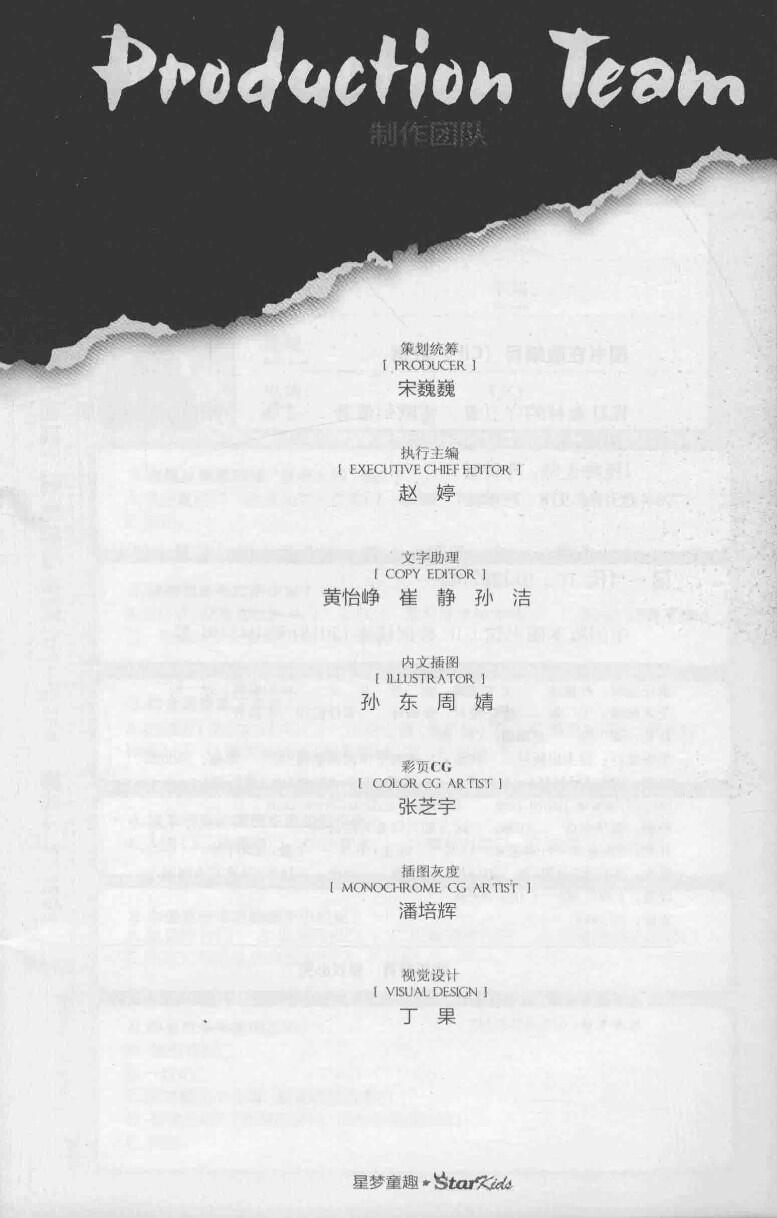 Production Team
制作团队
策划统筹
[ PRODUCER ]
宋巍巍
执行主编
[ EXECUTIVE CHIEF EDITOR ]
赵 婷
文字助理
[ COPY EDITOR ]
黄怡峥 崔 静 孙 洁
内文插图
[ ILLUSTRATOR ]
孙 东 周 婧
彩页CG
[ COLOR CG ARTIST ]
张芝宇
插图灰度
[ MONOCHROME CG ARTIST ]
潘培辉
视觉设计
[ VISUAL DESIGN ]
丁 果
星梦童趣★StarKids